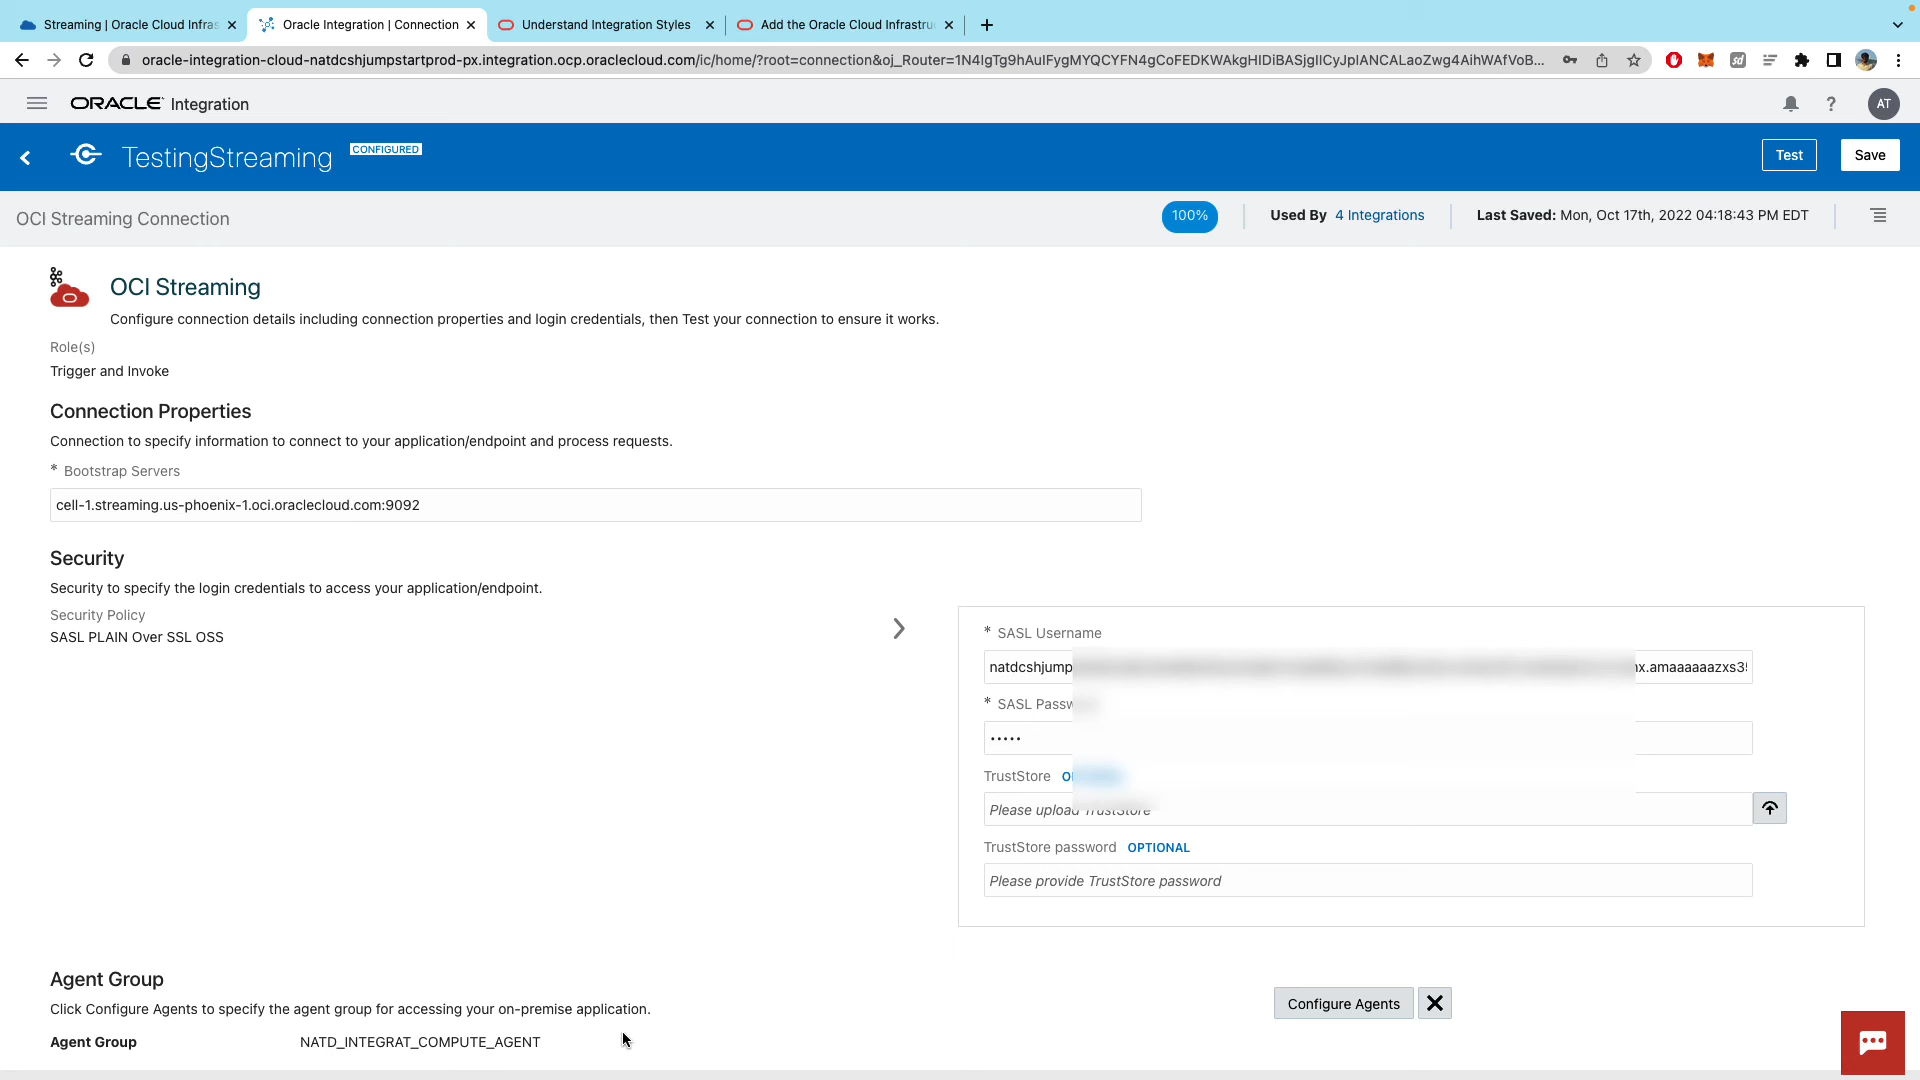 Streaming | Oracle Cloud Infras
Oracle Integration | Connection
Understand Integration Styles
Add the Oracle Cloud Infrastru
oracle-integration-cloud-natdcshjumpstartprod-px.integration.ocp.oraclecloud.com/ic/home/?root=connection&oj_Router=1N4IgTg9hAuIFygMYQCYFN4gCoFEDKWAkgHIDiBASjgIICyJpIANCALaoZwg4AihWAfVoB...
ORACLE Integration
AT
TestingStreaming
CONFIGURED
Test
Save
OCI Streaming Connection
100%
Used By 4 Integrations
Last Saved: Mon, Oct 17th, 2022 04:18:43 PM EDT
OCI Streaming
Configure connection details including connection properties and login credentials, then Test your connection to ensure it works.
Role(s)
Trigger and Invoke
Connection Properties
Connection to specify information to connect to your application/endpoint and process requests.
* Bootstrap Servers
cell-1.streaming.us-phoenix-1.oci.oraclecloud.com:9092
Security
Security to specify the login credentials to access your application/endpoint.
Security Policy
SASL PLAIN Over SSL OSS
* SASL Username
natdcshjump
x.amaaaaaazxs3
* SASL Passw
•••••
TrustStore
Please upload TrustStore
TrustStore password OPTIONAL
Please provide TrustStore password
Agent Group
Click Configure Agents to specify the agent group for accessing your on-premise application.
Configure Agents
Agent Group
NATD_INTEGRAT_COMPUTE_AGENT